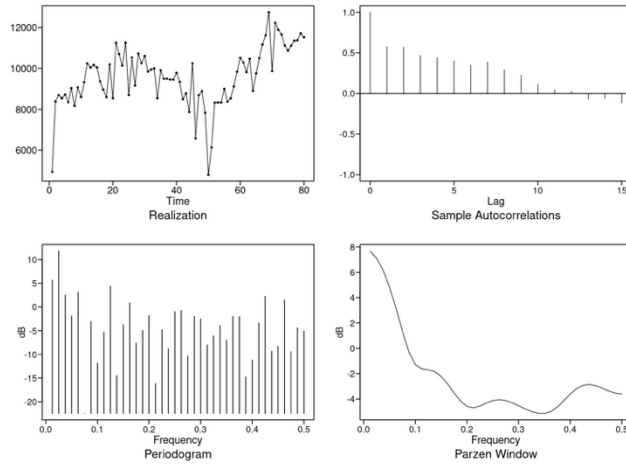 12000
10000
8000
6000
0 20 40 60 80
Time
Realization
1.0
0.5
0.0
-0.5
-1.0
0 5 10 15
Lag
Sample Autocorrelations
10
5
0
-5
-10
-15
-20
dB
0.0 0.1 0.2 0.3 0.4 0.5
Frequency
Periodogram
8
6
4
2
0
-2
-4
dB
0.0 0.1 0.2 0.3 0.4 0.5
Frequency
Parzen Window